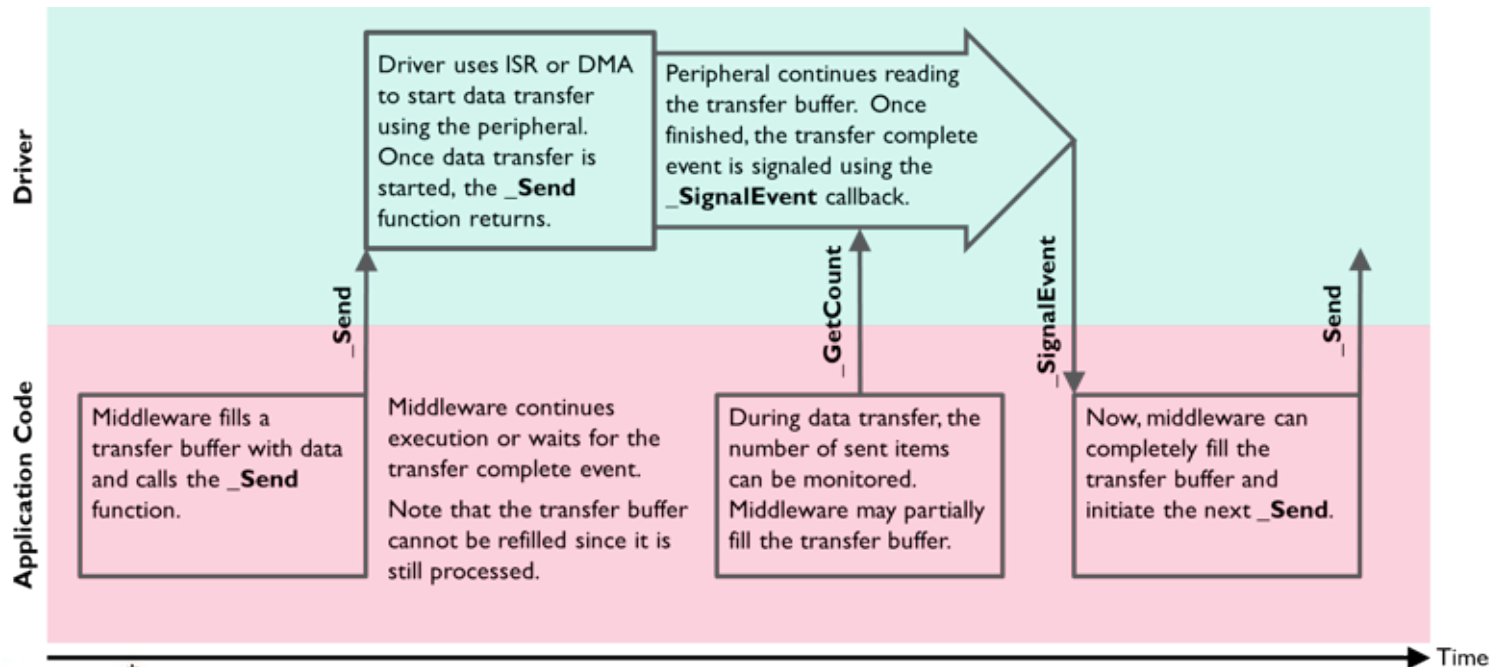 Driver
Driver uses ISR or DMA
to start data transfer
using the peripheral.
Once data transfer is
started, the _Send
function returns.
Peripheral continues reading
the transfer buffer. Once
finished, the transfer complete
event is signaled using the
_SignalEvent callback.
_Send
_GetCount
_SignalEvent
_Send
Application Code
Middleware fills a
transfer buffer with data
and calls the _Send
function.
Middleware continues
execution or waits for the
transfer complete event.
Note that the transfer buffer
cannot be refilled since it is
still processed.
During data transfer, the
number of sent items
can be monitored.
Middleware may partially
fill the transfer buffer.
Now, middleware can
completely fill the
transfer buffer and
initiate the next _Send.
Time